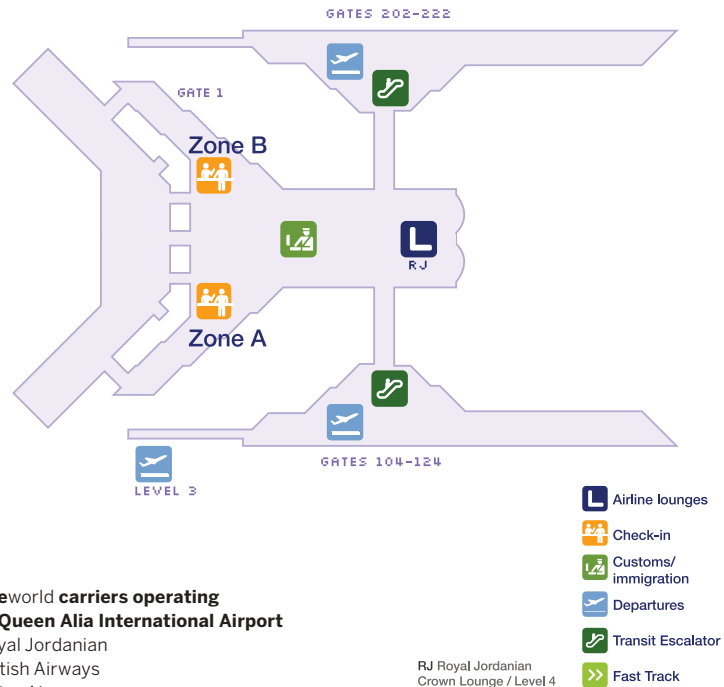 GATES 202-222
GATE 1
Zone B
L
RJ
Zone A
GATES 104-124
LEVEL 3
L Airline lounges
Check-in
Customs/
immigration
Departures
Transit Escalator
Fast Track
eworld carriers operating
Queen Alia International Airport
yal Jordanian
tish Airways
RJ Royal Jordanian
Crown Lounge / Level 4